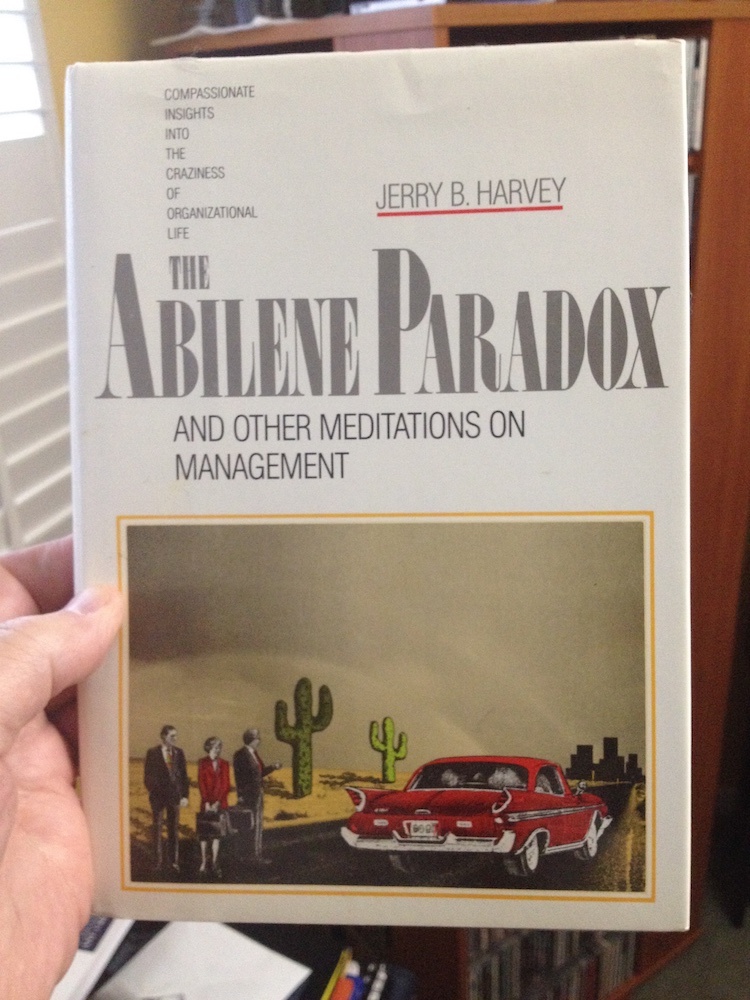 COMPASSIONATE
INSIGHTS
INTO
THE
CRAZINESS
OF
ORGANIZATIONAL
LIFE
JERRY B. HARVEY
THE
ABILENE PARADOX
AND OTHER MEDITATIONS ON
MANAGEMENT